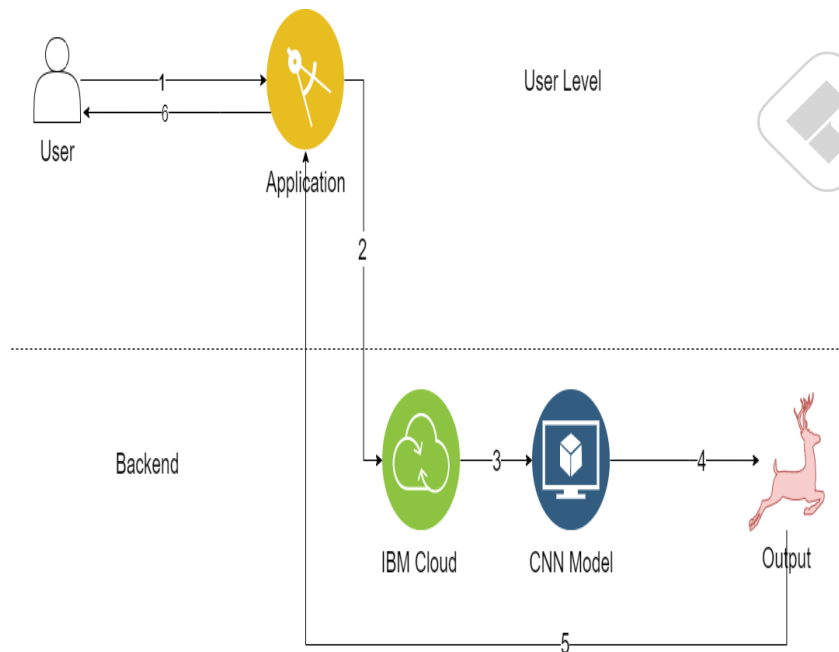 1
User Level
6
User
Application
2
Backend
3
4
IBM Cloud
CNN Model
Output
5